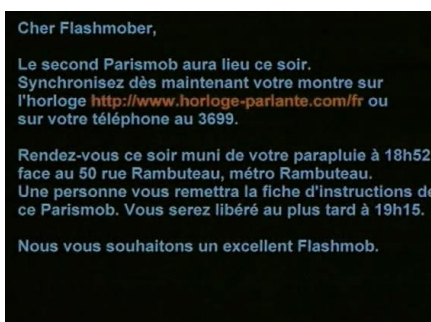 Cher Flashmober,
Le second Parismob aura lieu ce soir.
Synchronisez dès maintenant votre montre sur
l'horloge http://www.horloge-parlante.com/fr ou
sur votre téléphone au 3699.
Rendez-vous ce soir muni de votre parapluie à 18h52
face au 50 rue Rambuteau, métro Rambuteau.
Une personne vous remettra la fiche d'instructions de
ce Parismob. Vous serez libéré au plus tard à 19h15.
Nous vous souhaitons un excellent Flashmob.